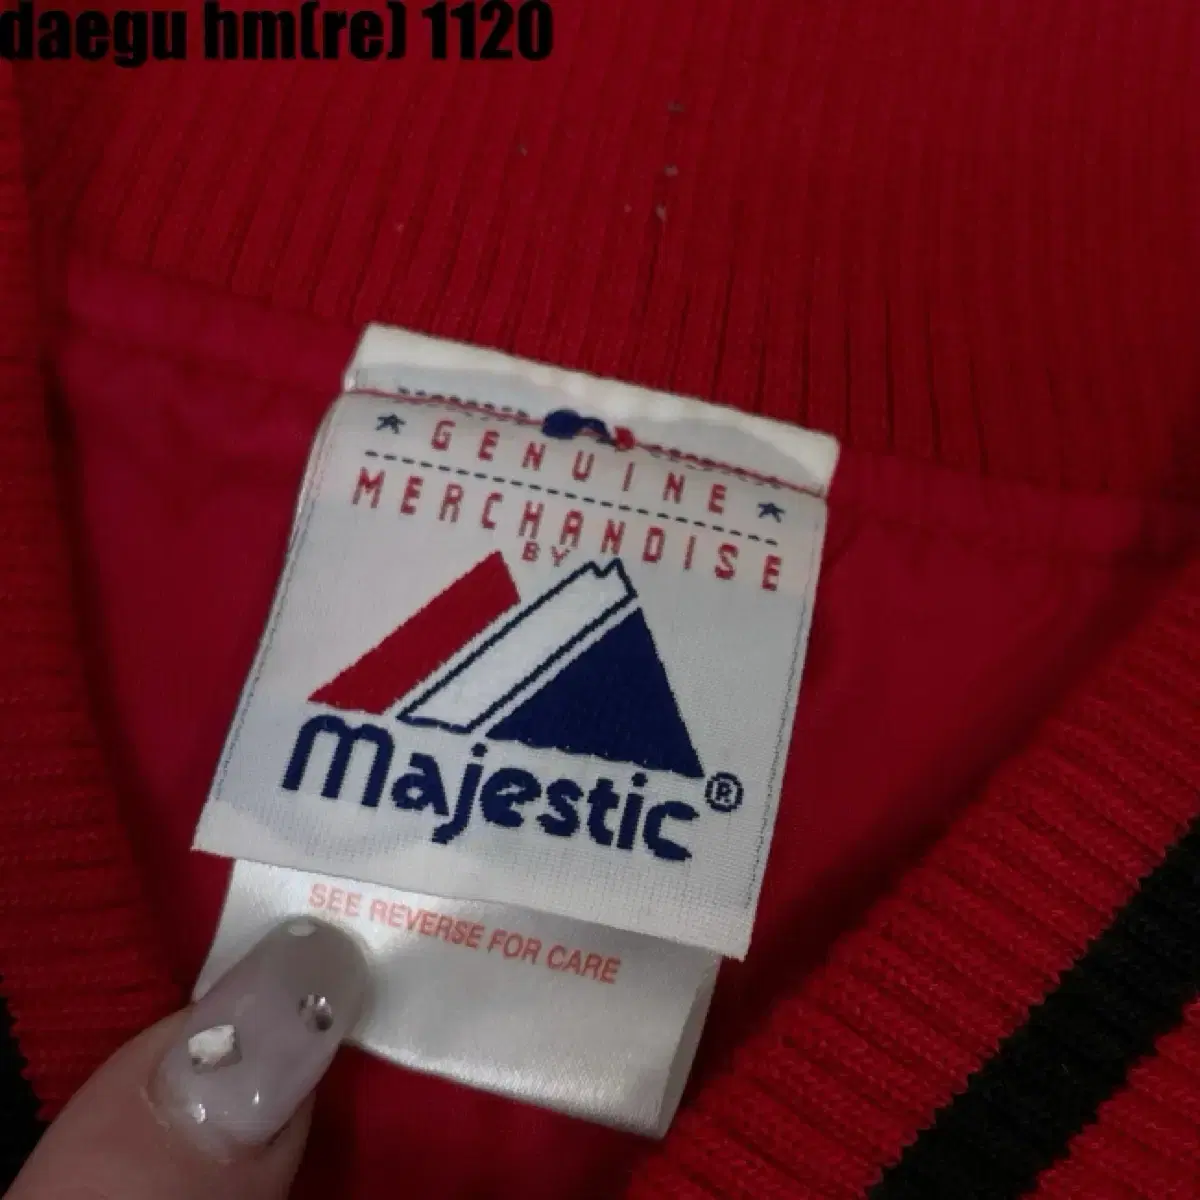 daegu hm(re) 1120
GENUINE
MERCHANDISE
BY
majestic®
SEE REVERSE FOR CARE